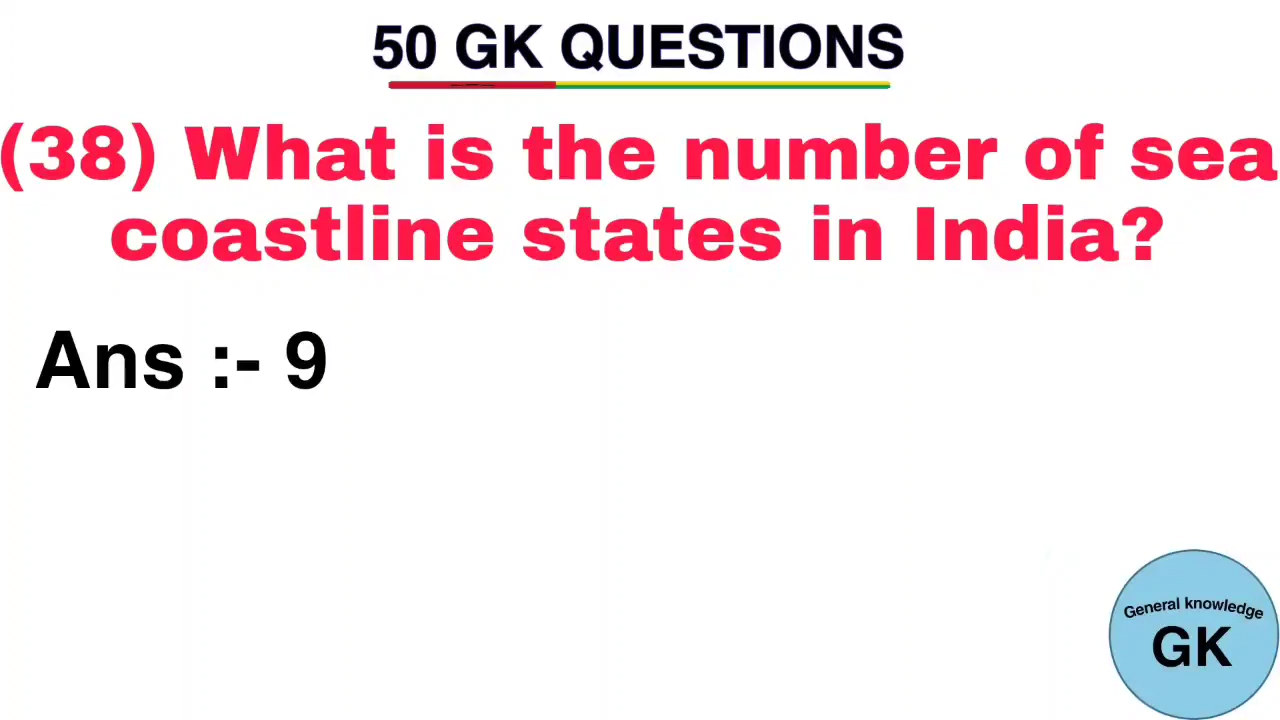 50 GK QUESTIONS
(38) What is the number of sea
coastline states in India?
Ans :- 9
General knowledge
GK